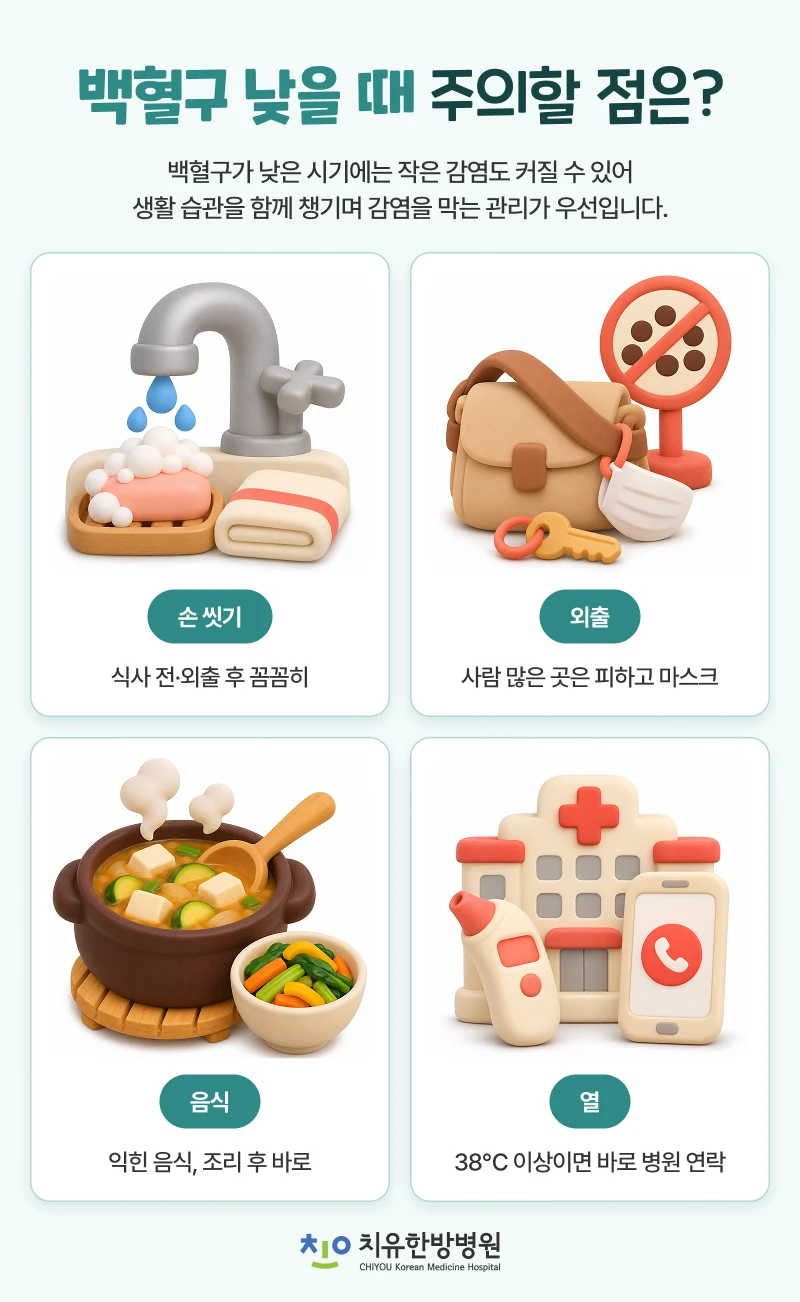 백혈구 낮을 때 주의할 점은?
백혈구가 낮은 시기에는 작은 감염도 커질 수 있어
생활 습관을 함께 챙기며 감염을 막는 관리가 우선입니다.
손 씻기
식사 전·외출 후 꼼꼼히
외출
사람 많은 곳은 피하고 마스크
음식
익힌 음식, 조리 후 바로
열
38°C 이상이면 바로 병원 연락
치유 치유한방병원
CHIYOU Korean Medicine Hospital